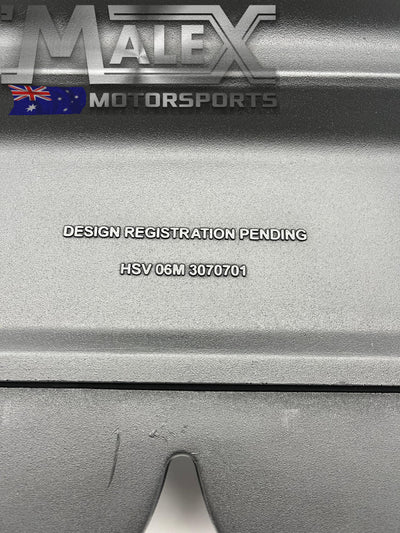 'MALEX
MOTORSPORTS
DESIGN REGISTRATION PENDING
HSV 06M 3070701